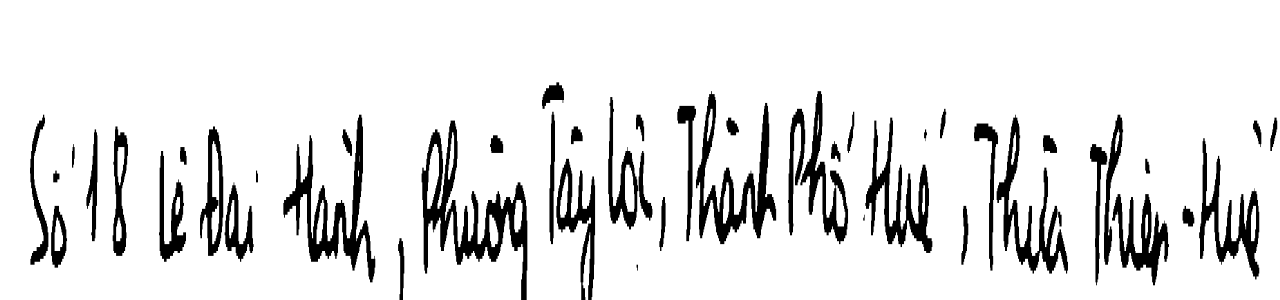 Số 18 Lê Đại Hành, Phường Tây Lộc, Thành Phố Huế, Thừa Thiên-Huế